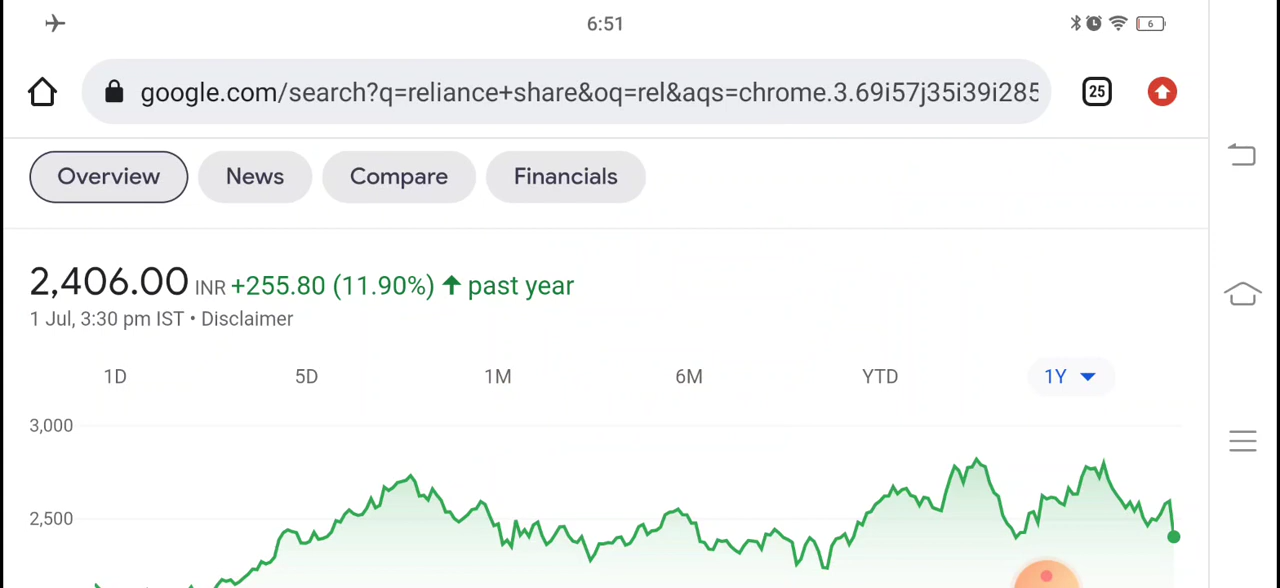 6:51
6
google.com/search?q=reliance+share&oq=rel&aqs=chrome.3.69i57j35i39i285
25
Overview News Compare Financials
2,406.00 INR +255.80 (11.90%) ↑ past year
1 Jul, 3:30 pm IST • Disclaimer
1D 5D 1M 6M YTD 1Y
3,000
2,500